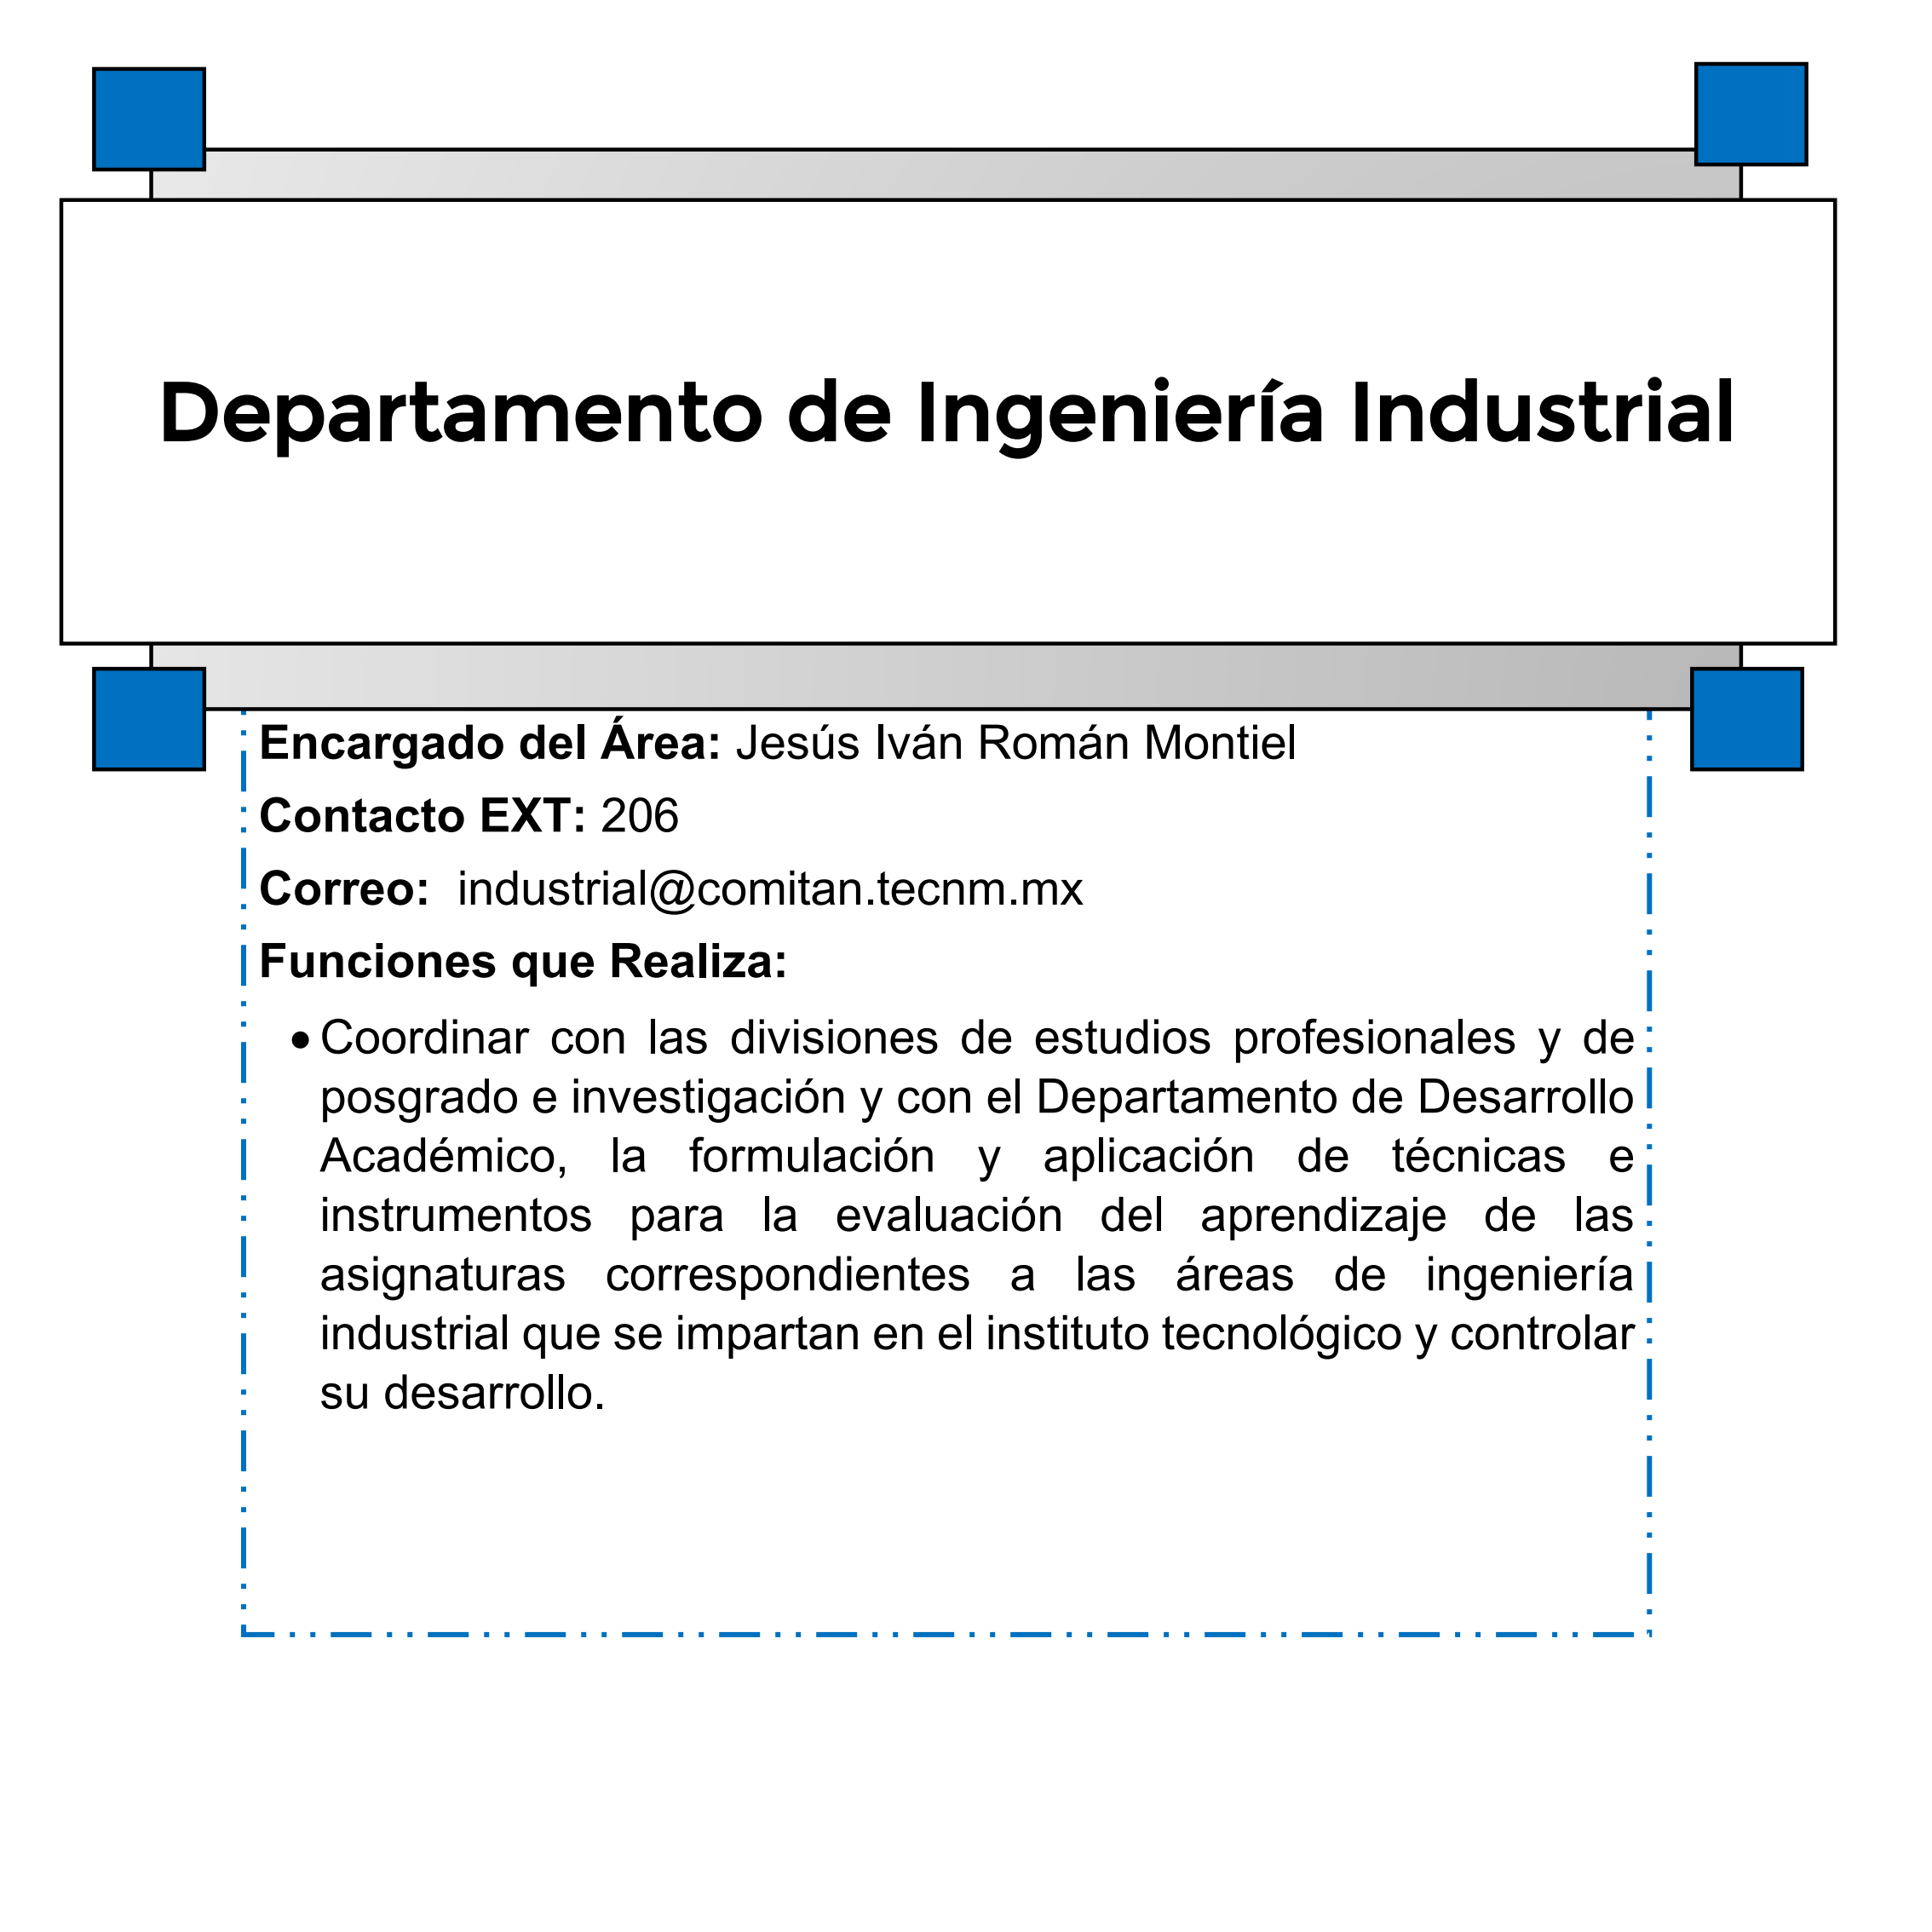 Departamento de Ingeniería Industrial
Encargado del Área: Jesús Iván Román Montiel
Contacto EXT: 206
Correo:  industrial@comitan.tecnm.mx
Funciones que Realiza:
• Coordinar con las divisiones de estudios profesionales y de
posgrado e investigación y con el Departamento de Desarrollo
Académico, la formulación y aplicación de técnicas e
instrumentos para la evaluación del aprendizaje de las
asignaturas correspondientes a las áreas de ingeniería
industrial que se impartan en el instituto tecnológico y controlar
su desarrollo.